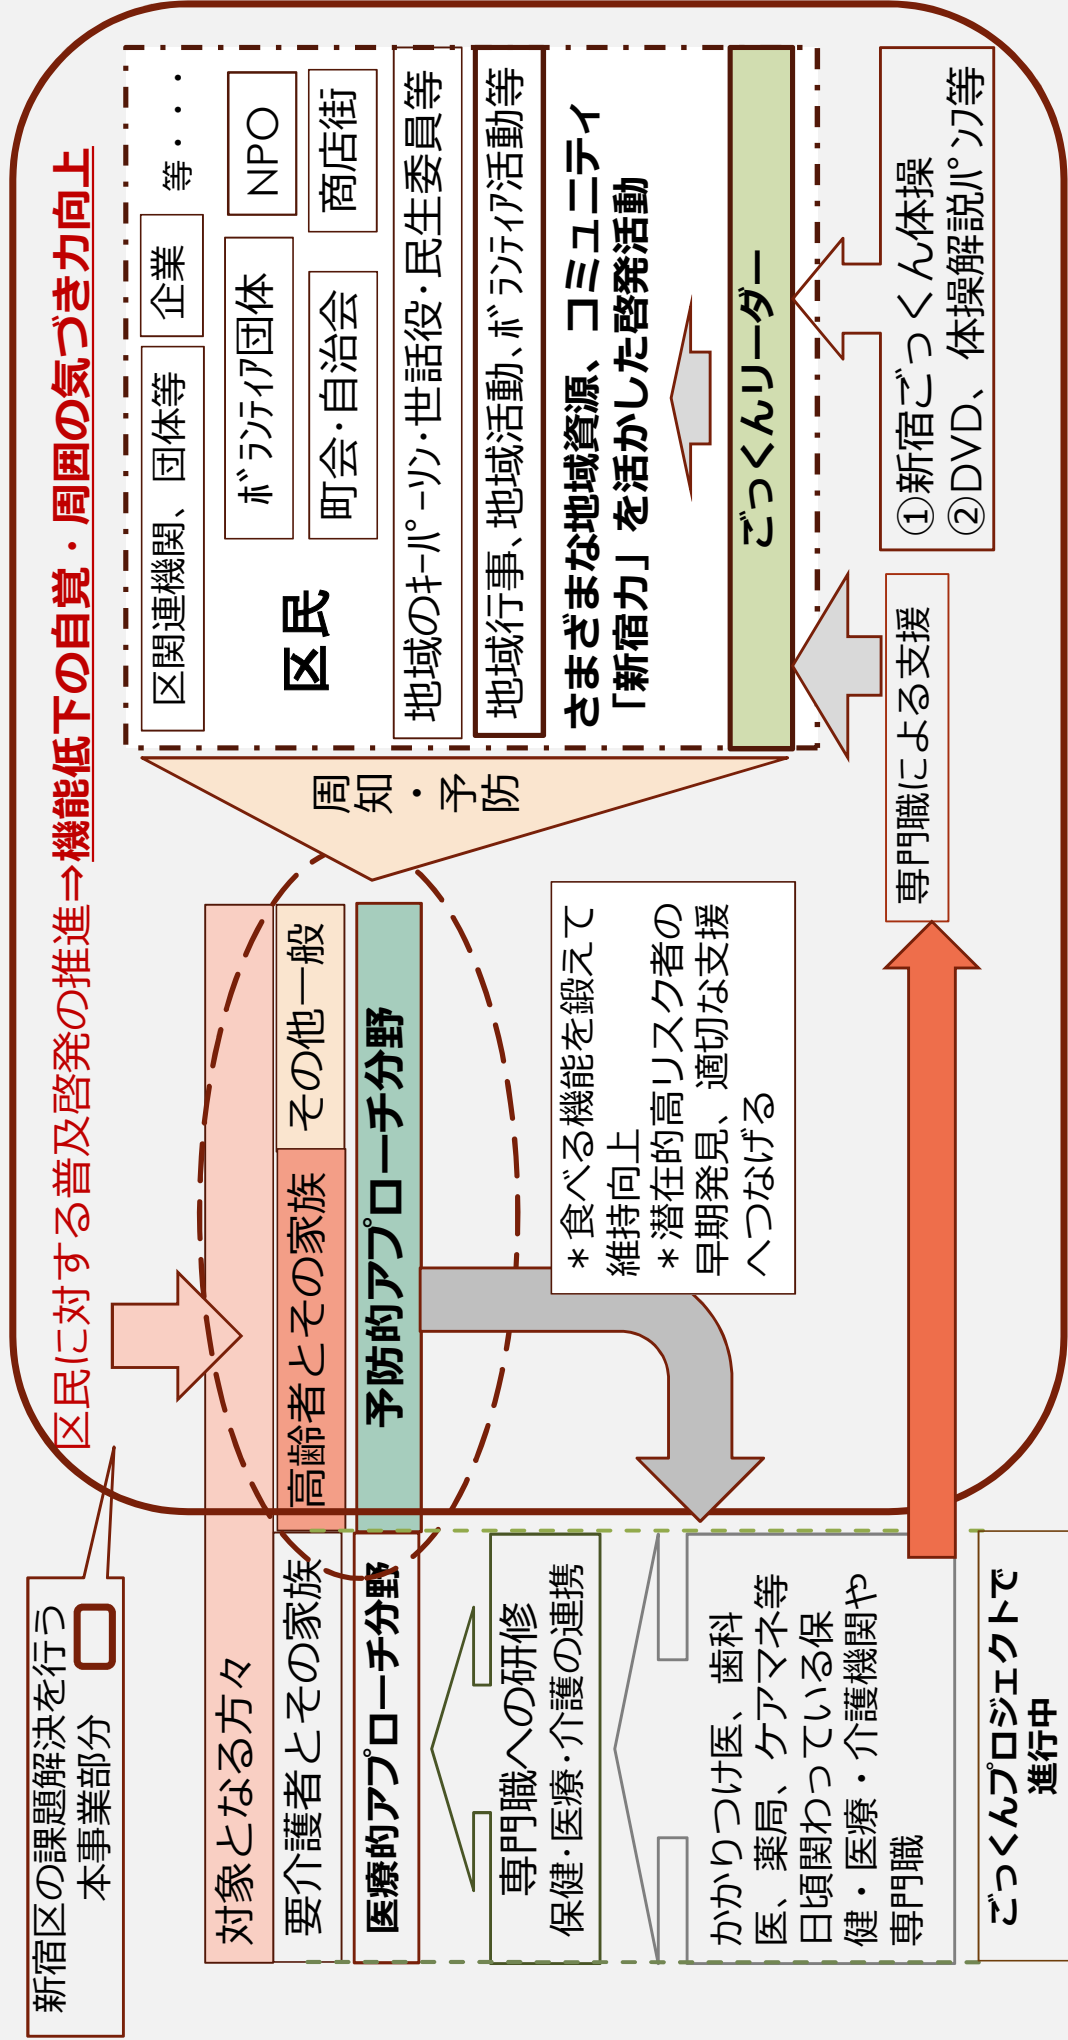 区民に対する普及啓発の推進⇒機能低下の自覚・周囲の気づき力向上
新宿区の課題解決を行う
本事業部分
対象となる方々
要介護者とその家族
高齢者とその家族
その他一般
医療的アプローチ分野
予防的アプローチ分野
周知・予防
区関連機関、団体等
企業
等・・・
ﾎﾞﾗﾝﾃｨｱ団体
NPO
区民
町会・自治会
商店街
地域のｷｰﾊﾟｰｿﾝ・世話役・民生委員等
地域行事、地域活動、ﾎﾞﾗﾝﾃｨｱ活動等
さまざまな地域資源、コミュニティ
「新宿力」を活かした啓発活動
ごっくんリーダー
①新宿ごっくん体操
②DVD、体操解説ﾊﾟﾝﾌ等
専門職による支援
＊食べる機能を鍛えて
維持向上
＊潜在的高リスク者の
早期発見、適切な支援
へつなげる
専門職への研修
保健・医療・介護の連携
かかりつけ医、歯科
医、薬局、ケアマネ等
日頃関わっている保
健・医療・介護機関や
専門職
ごっくんプロジェクトで
進行中